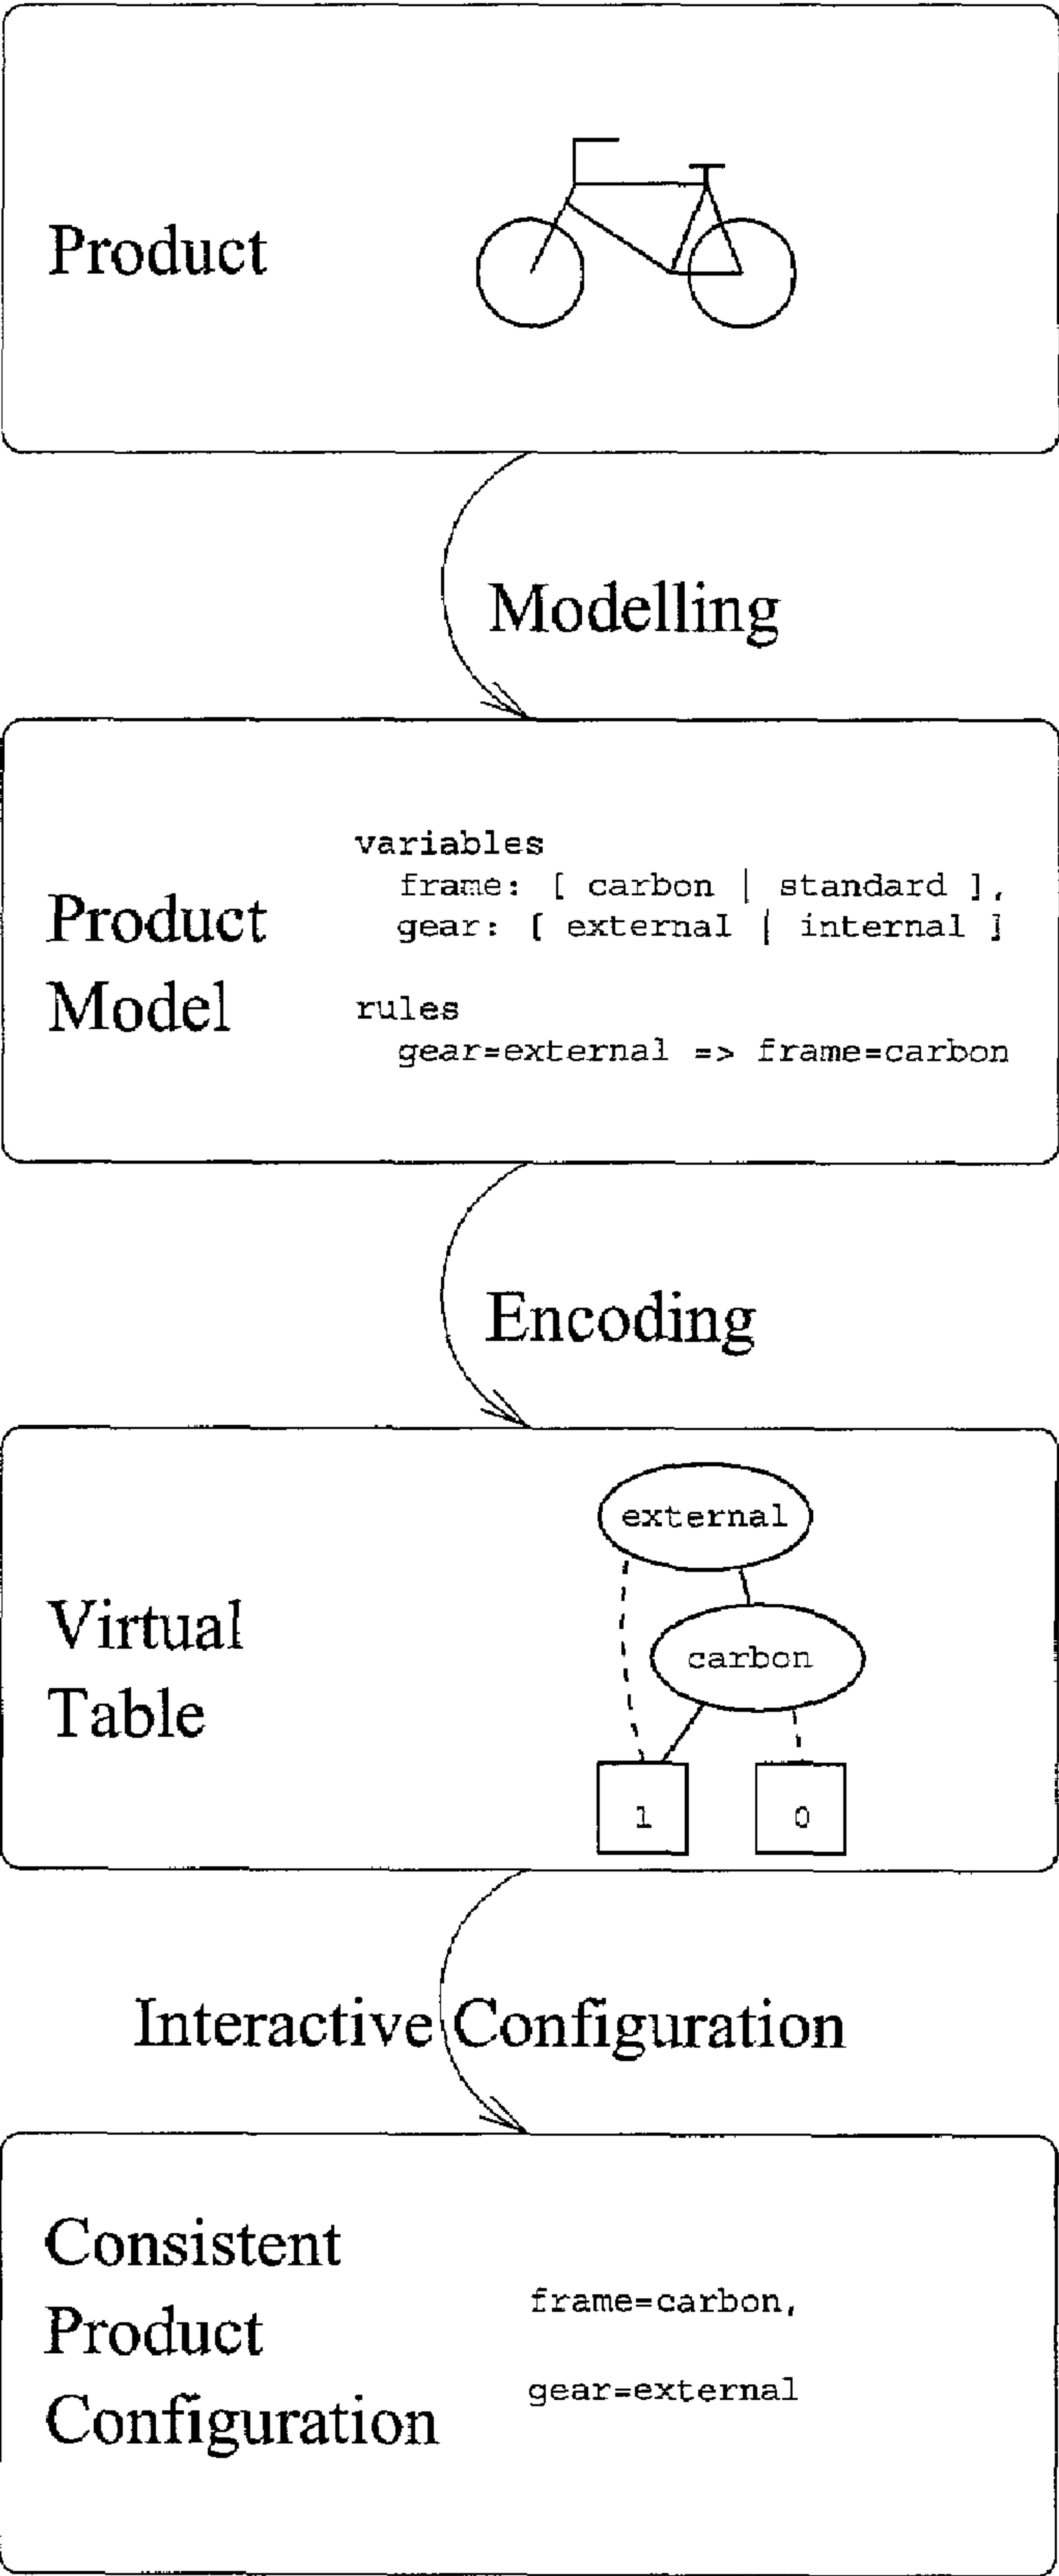 Product
Modelling
Product
Model
variables
frame: [ carbon | standard ],
gear: [ external | internal ]
rules
gear=external => frame=carbon
Encoding
Virtual
Table
external
carbon
1
0
Interactive Configuration
Consistent
Product
Configuration
frame=carbon,
gear=external